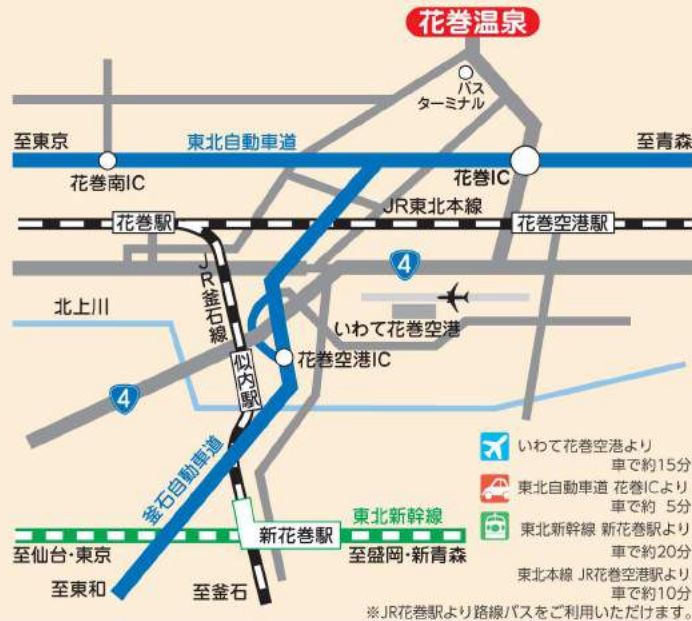 花巻温泉
バス
ターミナル
至東京
東北自動車道
至青森
花巻南IC
花巻IC
JR東北本線
花巻駅
花巻空港駅
4
JR釜石線
北上川
いわて花巻空港
花巻空港IC
似内駅
4
釜石自動車道
いわて花巻空港より
車で約15分
東北自動車道 花巻ICより
車で約 5分
東北新幹線
東北新幹線 新花巻駅より
新花巻駅
車で約20分
至仙台・東京
至盛岡・新青森
東北本線 JR花巻空港駅より
車で約10分
至東和
至釜石
※JR花巻駅より路線バスをご利用いただけます。